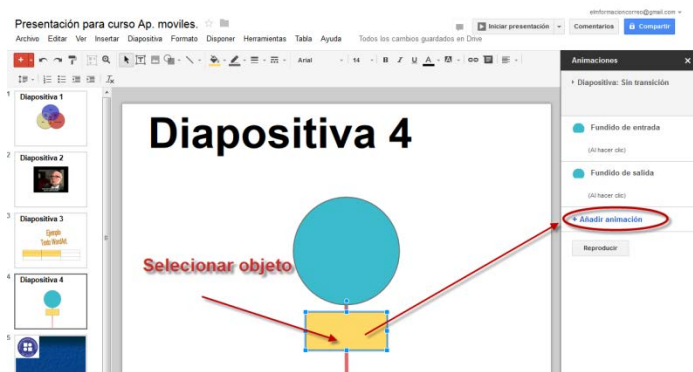 einformacioncorreo@gmail.com
Presentación para curso Ap. moviles.
Iniciar presentación
Comentarios
Compartir
Archivo Editar Ver Insertar Diapositiva Formato Disponer Herramientas Tabla Ayuda Todos los cambios guardados en Drive
Arial
14
B I U A
Animaciones x
Diapositiva: Sin transición
Fundido de entrada
(Al hacer clic)
Fundido de salida
(Al hacer clic)
+ Añadir animación
Reproducir
1 Diapositiva 1
2 Diapositiva 2
3 Diapositiva 3
Ejemplo
Texto WordArt.
4 Diapositiva 4
5
Diapositiva 4
Selecionar objeto